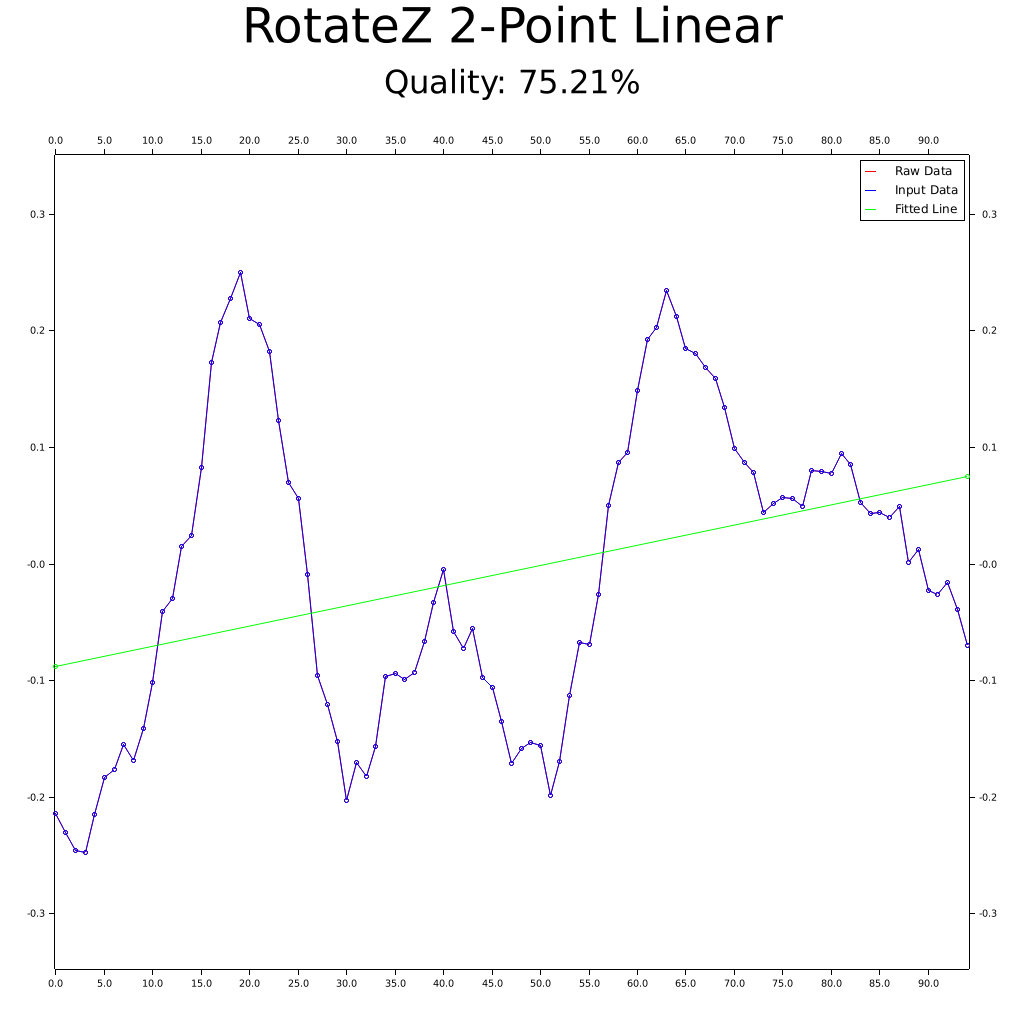 RotateZ 2-Point Linear
Quality: 75.21%
0.0 5.0 10.0 15.0 20.0 25.0 30.0 35.0 40.0 45.0 50.0 55.0 60.0 65.0 70.0 75.0 80.0 85.0 90.0
Raw Data
Input Data
Fitted Line
0.3 0.3
0.2 0.2
0.1 0.1
-0.0 -0.0
-0.1 -0.1
-0.2 -0.2
-0.3 -0.3
0.0 5.0 10.0 15.0 20.0 25.0 30.0 35.0 40.0 45.0 50.0 55.0 60.0 65.0 70.0 75.0 80.0 85.0 90.0